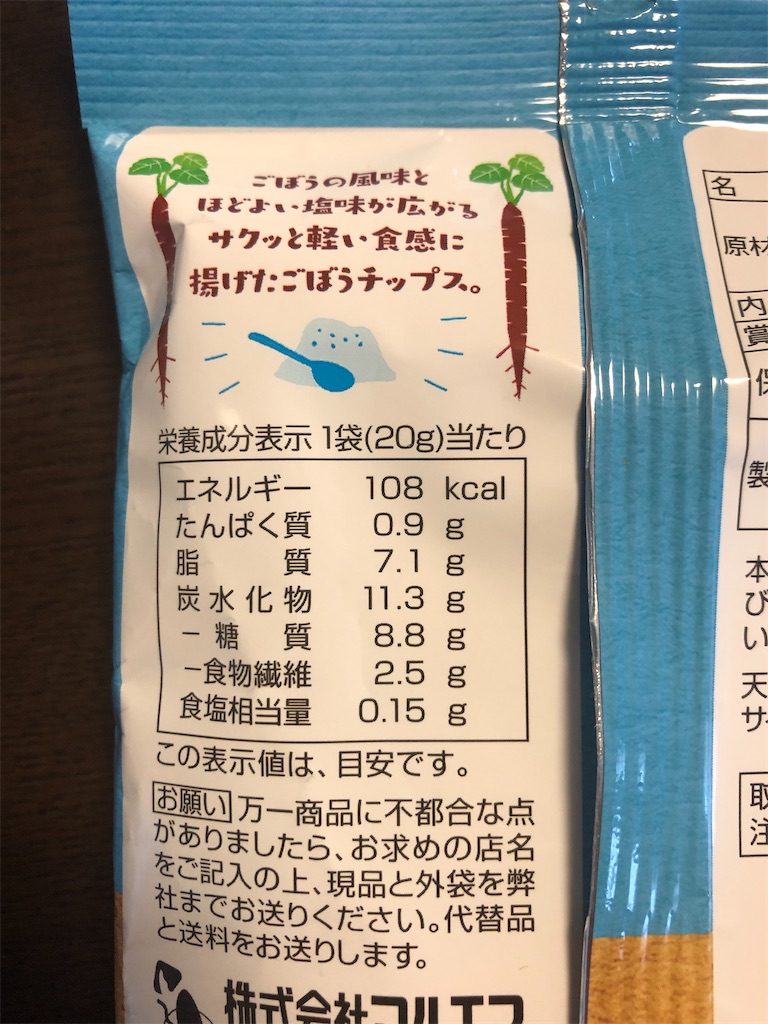 ごぼうの風味と
ほどよい塩味が広がる
サクッと軽い食感に
揚げたごぼうチップス。
栄養成分表示 1袋(20g)当たり
エネルギー 108 kcal
たんぱく質 0.9 g
脂質 7.1 g
炭水化物 11.3 g
－糖質 8.8 g
－食物繊維 2.5 g
食塩相当量 0.15 g
この表示値は、目安です。
お願い 万一商品に不都合な点
がありましたら、お求めの店名
をご記入の上、現品と外袋を弊
社までお送りください。代替品
と送料をお送りします。
株式会社
名
原材
内
賞
保
製
本
び
い
天
サ
取
注